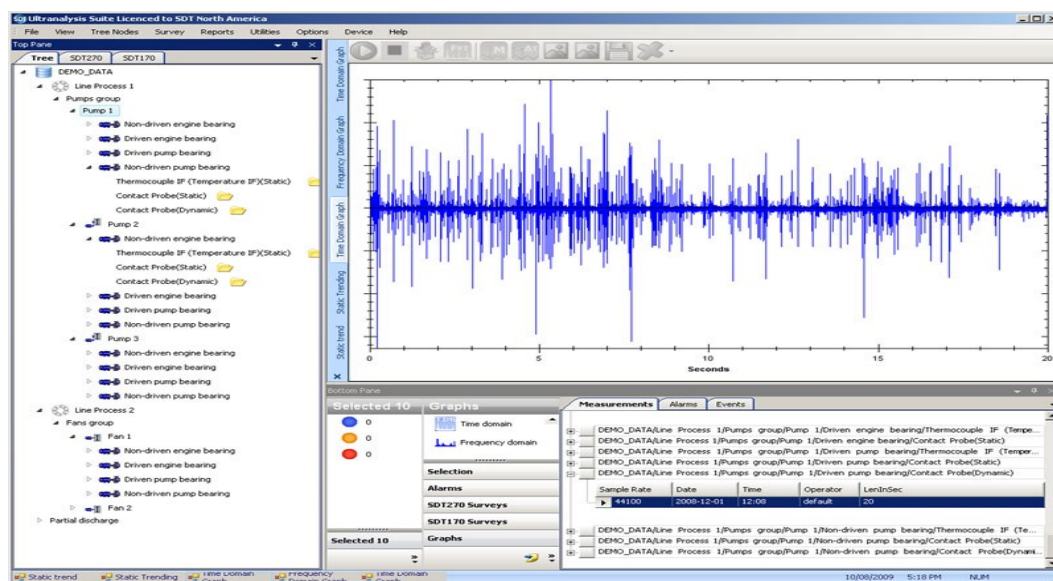 Ultranalysis Suite Licenced to SDT North America
File View Tree Nodes Survey Reports Utilities Options Device Help
Top Pane
Tree SDT270 SDT170
DEMO_DATA
Line Process 1
Pumps group
Pump 1
Non-driven engine bearing
Driven engine bearing
Driven pump bearing
Non-driven pump bearing
Thermocouple IF (Temperature IF)(Static)
Contact Probe(Static)
Contact Probe(Dynamic)
Pump 2
Non-driven engine bearing
Thermocouple IF (Temperature IF)(Static)
Contact Probe(Static)
Contact Probe(Dynamic)
Driven engine bearing
Driven pump bearing
Non-driven pump bearing
Pump 3
Non-driven engine bearing
Driven engine bearing
Driven pump bearing
Non-driven pump bearing
Line Process 2
Fans group
Fan 1
Non-driven engine bearing
Driven engine bearing
Driven pump bearing
Non-driven pump bearing
Fan 2
Partial discharge
Time Domain Graph
Frequency Domain Graph
Time Domain Graph
Static Trending
Static trend
0 5 10 15 20
Seconds
Bottom Pane
Selected 10
0
0
0
Selected 10
Graphs
Time domain
Frequency domain
Selection
Alarms
SDT270 Surveys
SDT170 Surveys
Graphs
Measurements Alarms Events
DEMO_DATA/Line Process 1/Pumps group/Pump 1/Driven engine bearing/Thermocouple IF (Tempe...
DEMO_DATA/Line Process 1/Pumps group/Pump 1/Driven engine bearing/Contact Probe(Static)
DEMO_DATA/Line Process 1/Pumps group/Pump 1/Driven pump bearing/Thermocouple IF (Temper...
DEMO_DATA/Line Process 1/Pumps group/Pump 1/Driven pump bearing/Contact Probe(Static)
DEMO_DATA/Line Process 1/Pumps group/Pump 1/Driven pump bearing/Contact Probe(Dynamic)
Sample Rate Date Time Operator LenInSec
44100 2008-12-01 12:08 default 20
DEMO_DATA/Line Process 1/Pumps group/Pump 1/Non-driven pump bearing/Thermocouple IF (Te...
DEMO_DATA/Line Process 1/Pumps group/Pump 1/Non-driven pump bearing/Contact Probe(Static)
DEMO_DATA/Line Process 1/Pumps group/Pump 1/Non-driven pump bearing/Contact Probe(Dynami...
Static trend Static Trending Time Domain Graph Frequency Domain Graph Time Domain Graph
10/08/2009 5:18 PM NUM